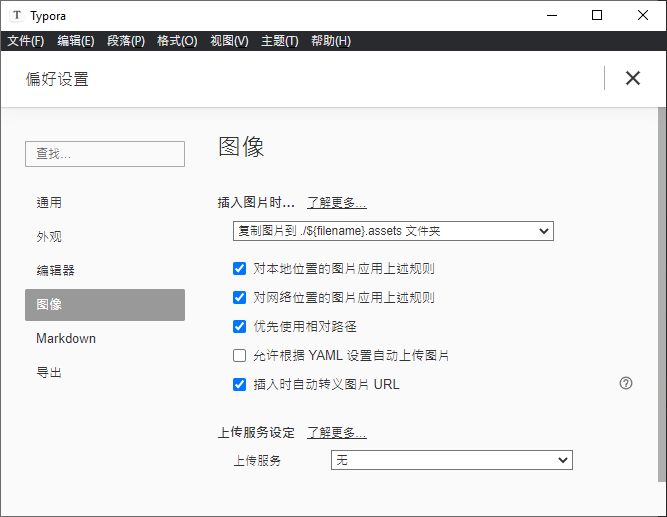 T Typora
文件(F) 编辑(E) 段落(P) 格式(O) 视图(V) 主题(T) 帮助(H)
偏好设置
查找...
通用
外观
编辑器
图像
Markdown
导出
图像
插入图片时... 了解更多...
复制图片到 ./${filename}.assets 文件夹
对本地位置的图片应用上述规则
对网络位置的图片应用上述规则
优先使用相对路径
允许根据 YAML 设置自动上传图片
插入时自动转义图片 URL
上传服务设定 了解更多...
上传服务 无